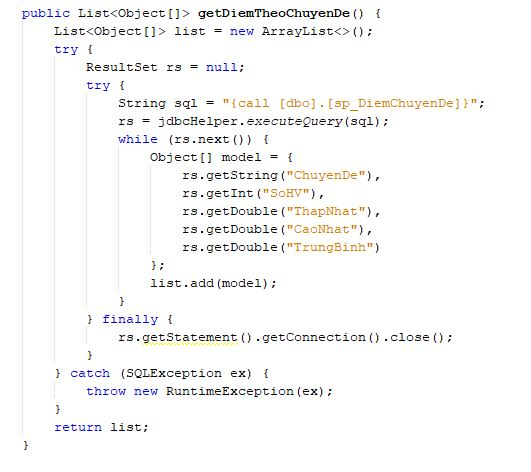 public List<Object[]> getDiemTheoChuyenDe() {
    List<Object[]> list = new ArrayList<>();
    try {
        ResultSet rs = null;
        try {
            String sql = "{call [dbo].[sp_DiemChuyenDe]}";
            rs = jdbcHelper.executeQuery(sql);
            while (rs.next()) {
                Object[] model = {
                    rs.getString("ChuyenDe"),
                    rs.getInt("SoHV"),
                    rs.getDouble("ThapNhat"),
                    rs.getDouble("CaoNhat"),
                    rs.getDouble("TrungBinh")
                };
                list.add(model);
            }
        } finally {
            rs.getStatement().getConnection().close();
        }
    } catch (SQLException ex) {
        throw new RuntimeException(ex);
    }
    return list;
}